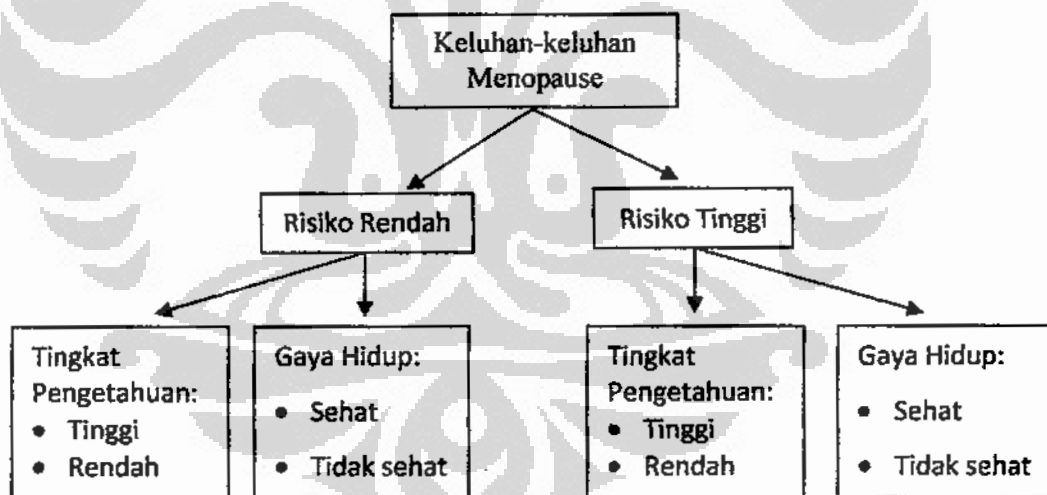 Keluhan-keluhan
Menopause
Risiko Rendah
Risiko Tinggi
Tingkat
Pengetahuan:
• Tinggi
• Rendah
Gaya Hidup:
• Sehat
• Tidak sehat
Tingkat
Pengetahuan:
• Tinggi
• Rendah
Gaya Hidup:
• Sehat
• Tidak sehat